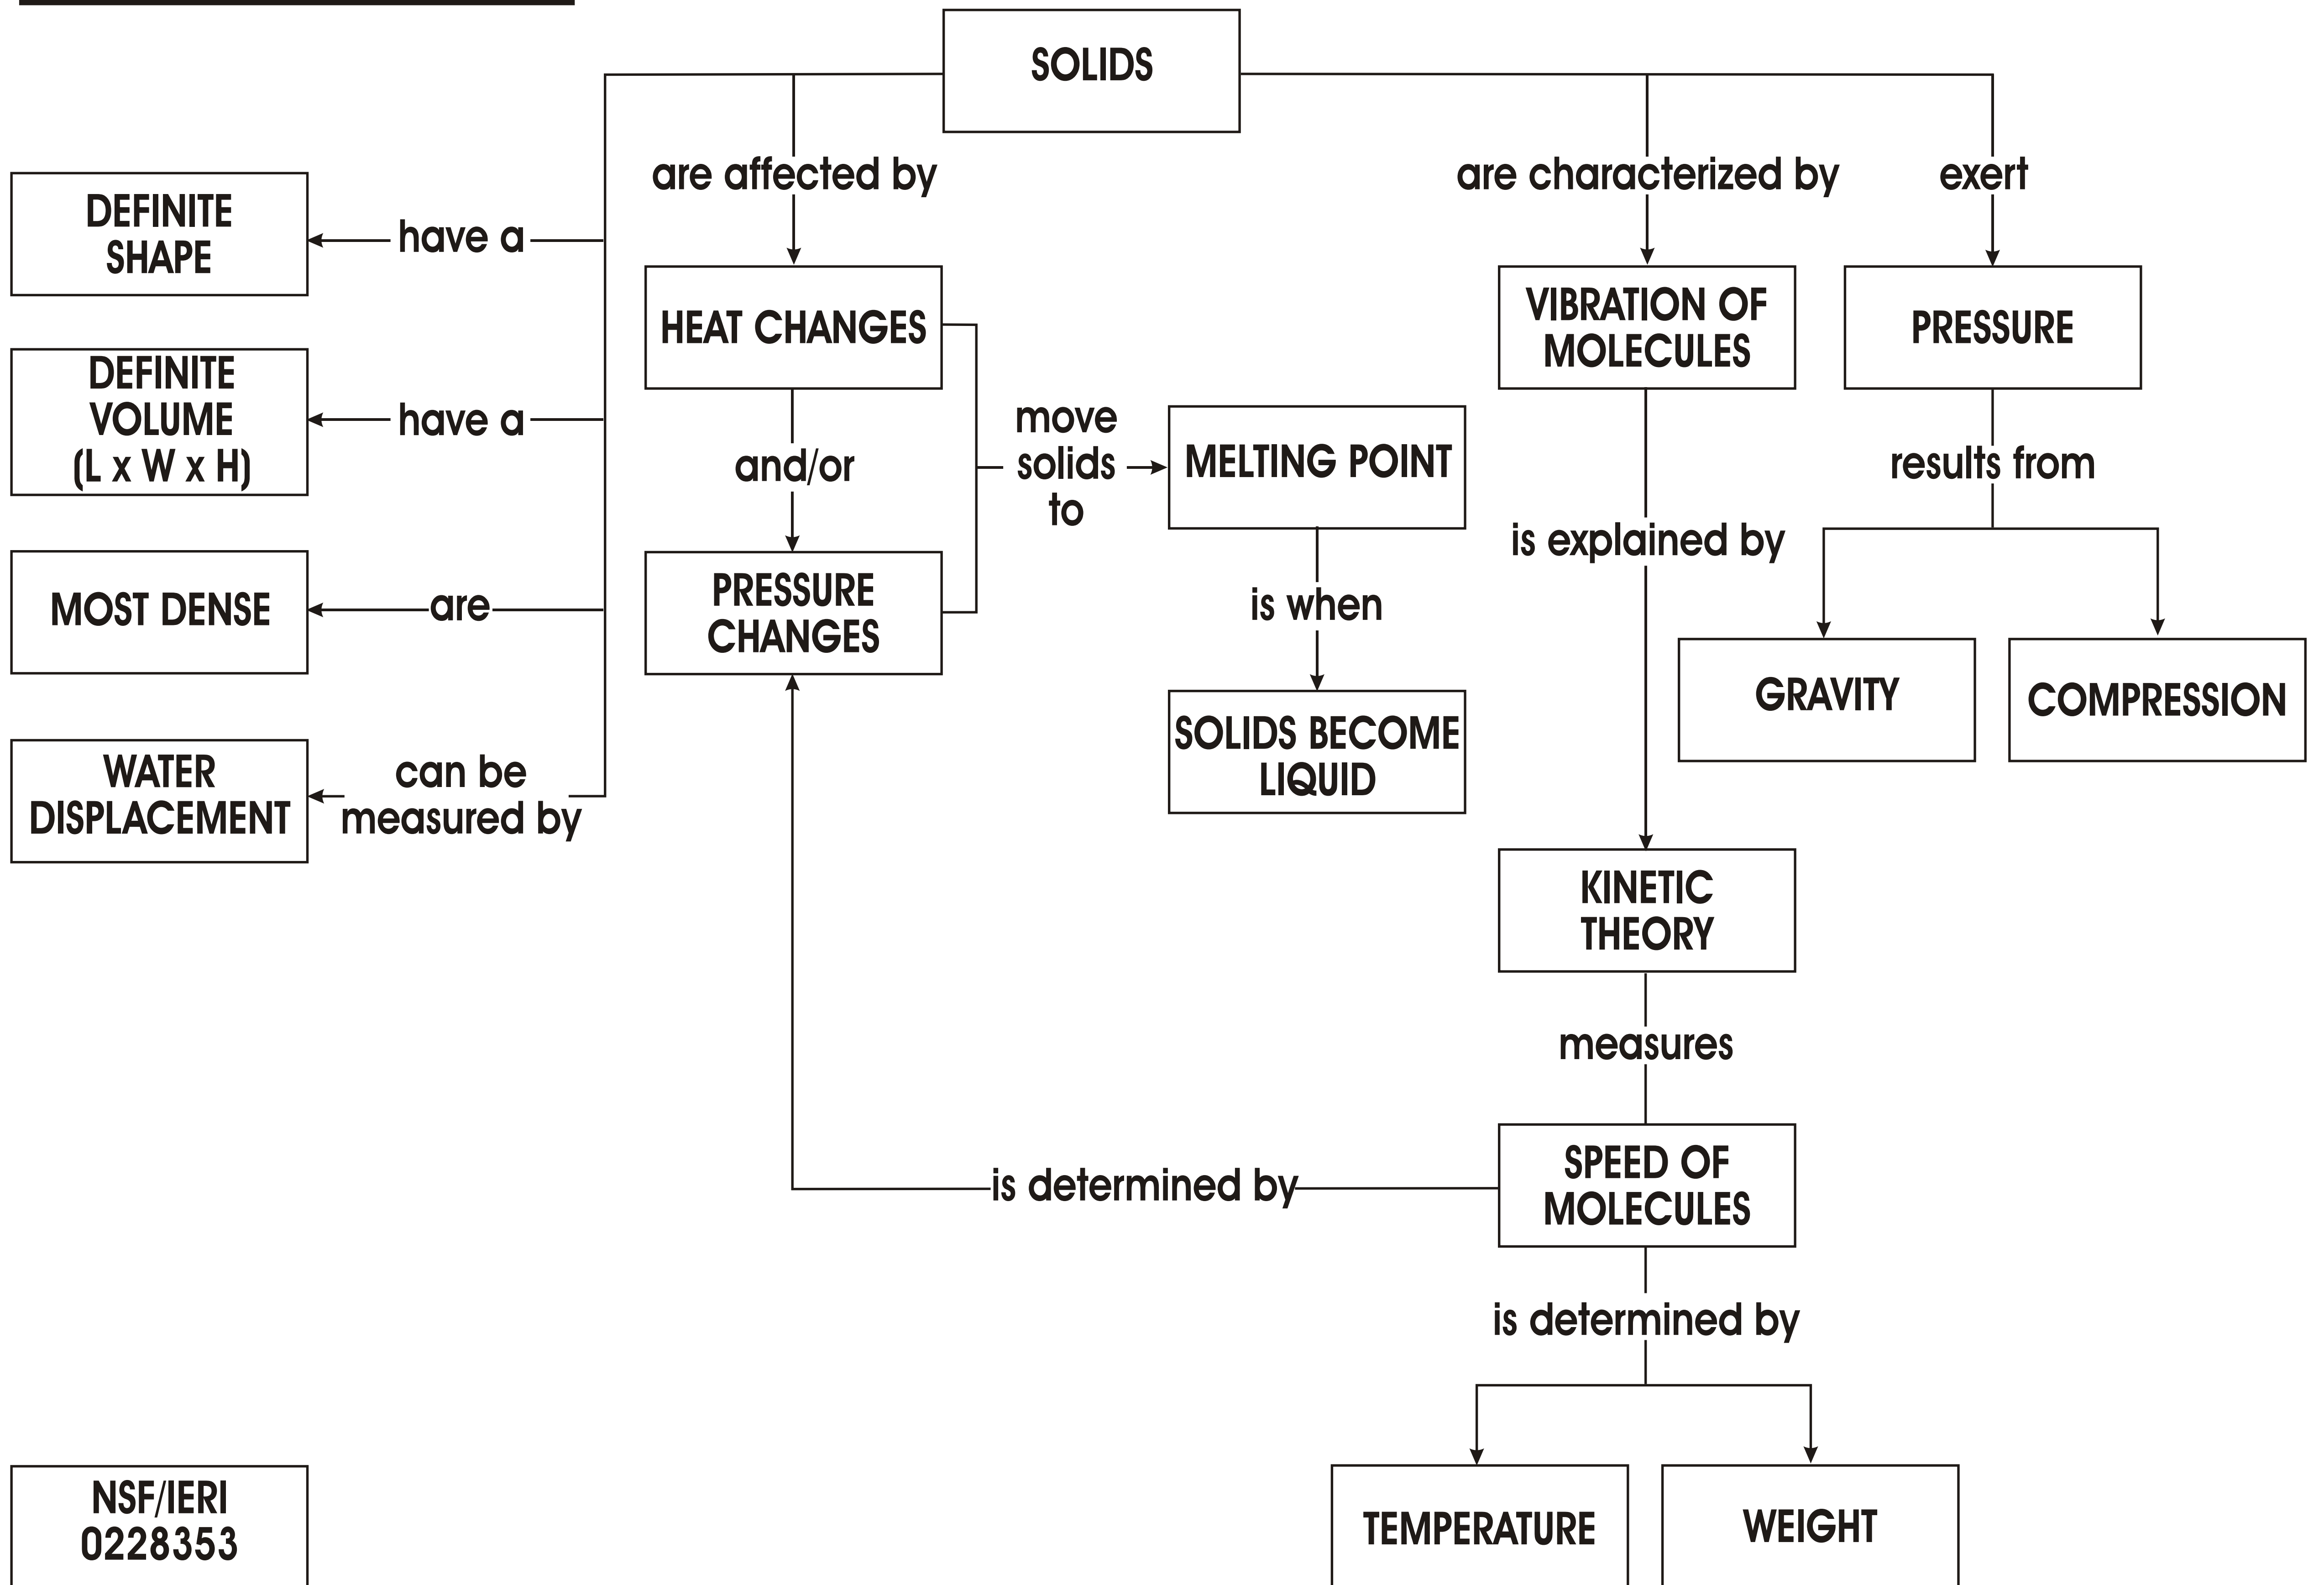 SOLIDS
are affected by
are characterized by
exert
DEFINITE
SHAPE
have a
HEAT CHANGES
VIBRATION OF
MOLECULES
PRESSURE
DEFINITE
VOLUME
(L x W x H)
have a
and/or
move
solids
to
MELTING POINT
results from
is explained by
MOST DENSE
are
PRESSURE
CHANGES
is when
GRAVITY
COMPRESSION
WATER
DISPLACEMENT
can be
measured by
SOLIDS BECOME
LIQUID
KINETIC
THEORY
measures
is determined by
SPEED OF
MOLECULES
is determined by
NSF/IERI
0228353
TEMPERATURE
WEIGHT